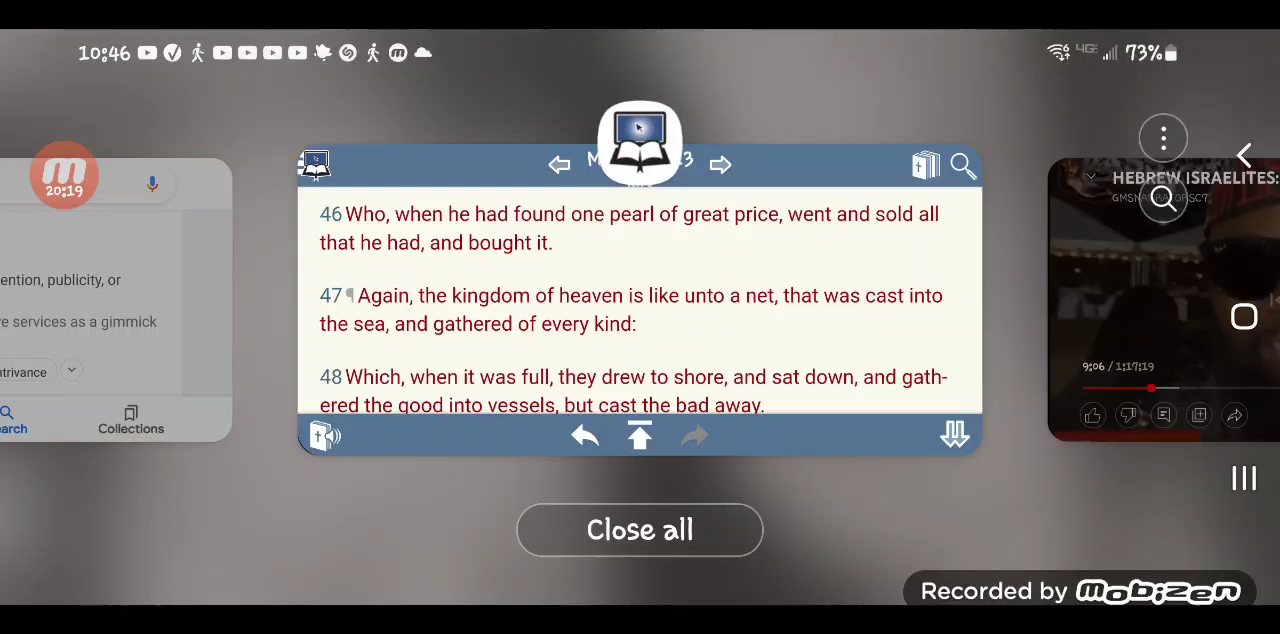 10:46
4G
73%
20:19
M 3
HEBREW ISRAELITES:
46 Who, when he had found one pearl of great price, went and sold all
that he had, and bought it.
47 ¶ Again, the kingdom of heaven is like unto a net, that was cast into
the sea, and gathered of every kind:
48 Which, when it was full, they drew to shore, and sat down, and gath-
ered the good into vessels, but cast the bad away.
ention, publicity, or
ve services as a gimmick
ntrivance
earch
Collections
9:06 / 1:17:19
Close all
Recorded by mobizen